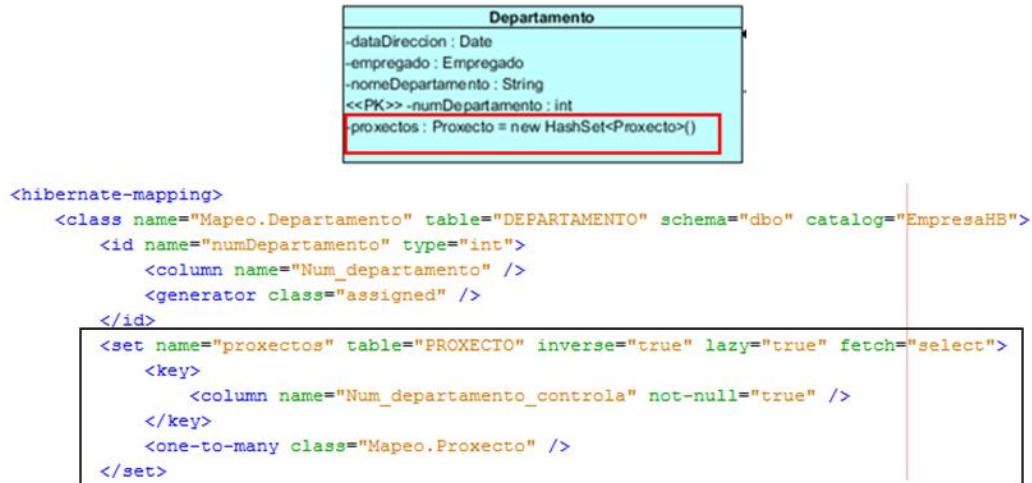 Departamento
-dataDireccion : Date
-empregado : Empregado
-nomeDepartamento : String
<<PK>> -numDepartamento : int
-proxectos : Proxecto = new HashSet<Proxecto>()
<hibernate-mapping>
<class name="Mapeo.Departamento" table="DEPARTAMENTO" schema="dbo" catalog="EmpresaHB">
<id name="numDepartamento" type="int">
<column name="Num_departamento" />
<generator class="assigned" />
</id>
<set name="proxectos" table="PROXECTO" inverse="true" lazy="true" fetch="select">
<key>
<column name="Num_departamento_controla" not-null="true" />
</key>
<one-to-many class="Mapeo.Proxecto" />
</set>